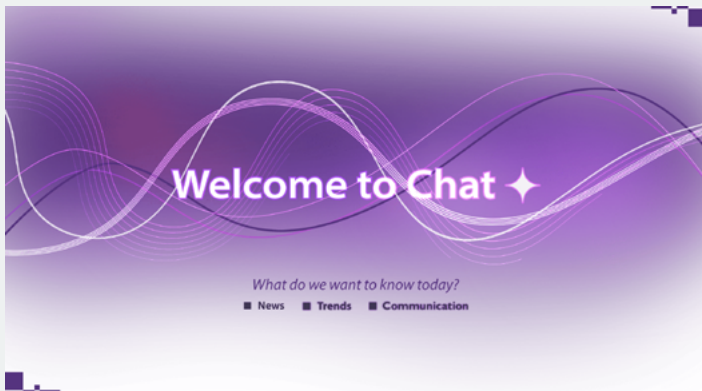 Welcome to Chat
What do we want to know today?
News Trends Communication